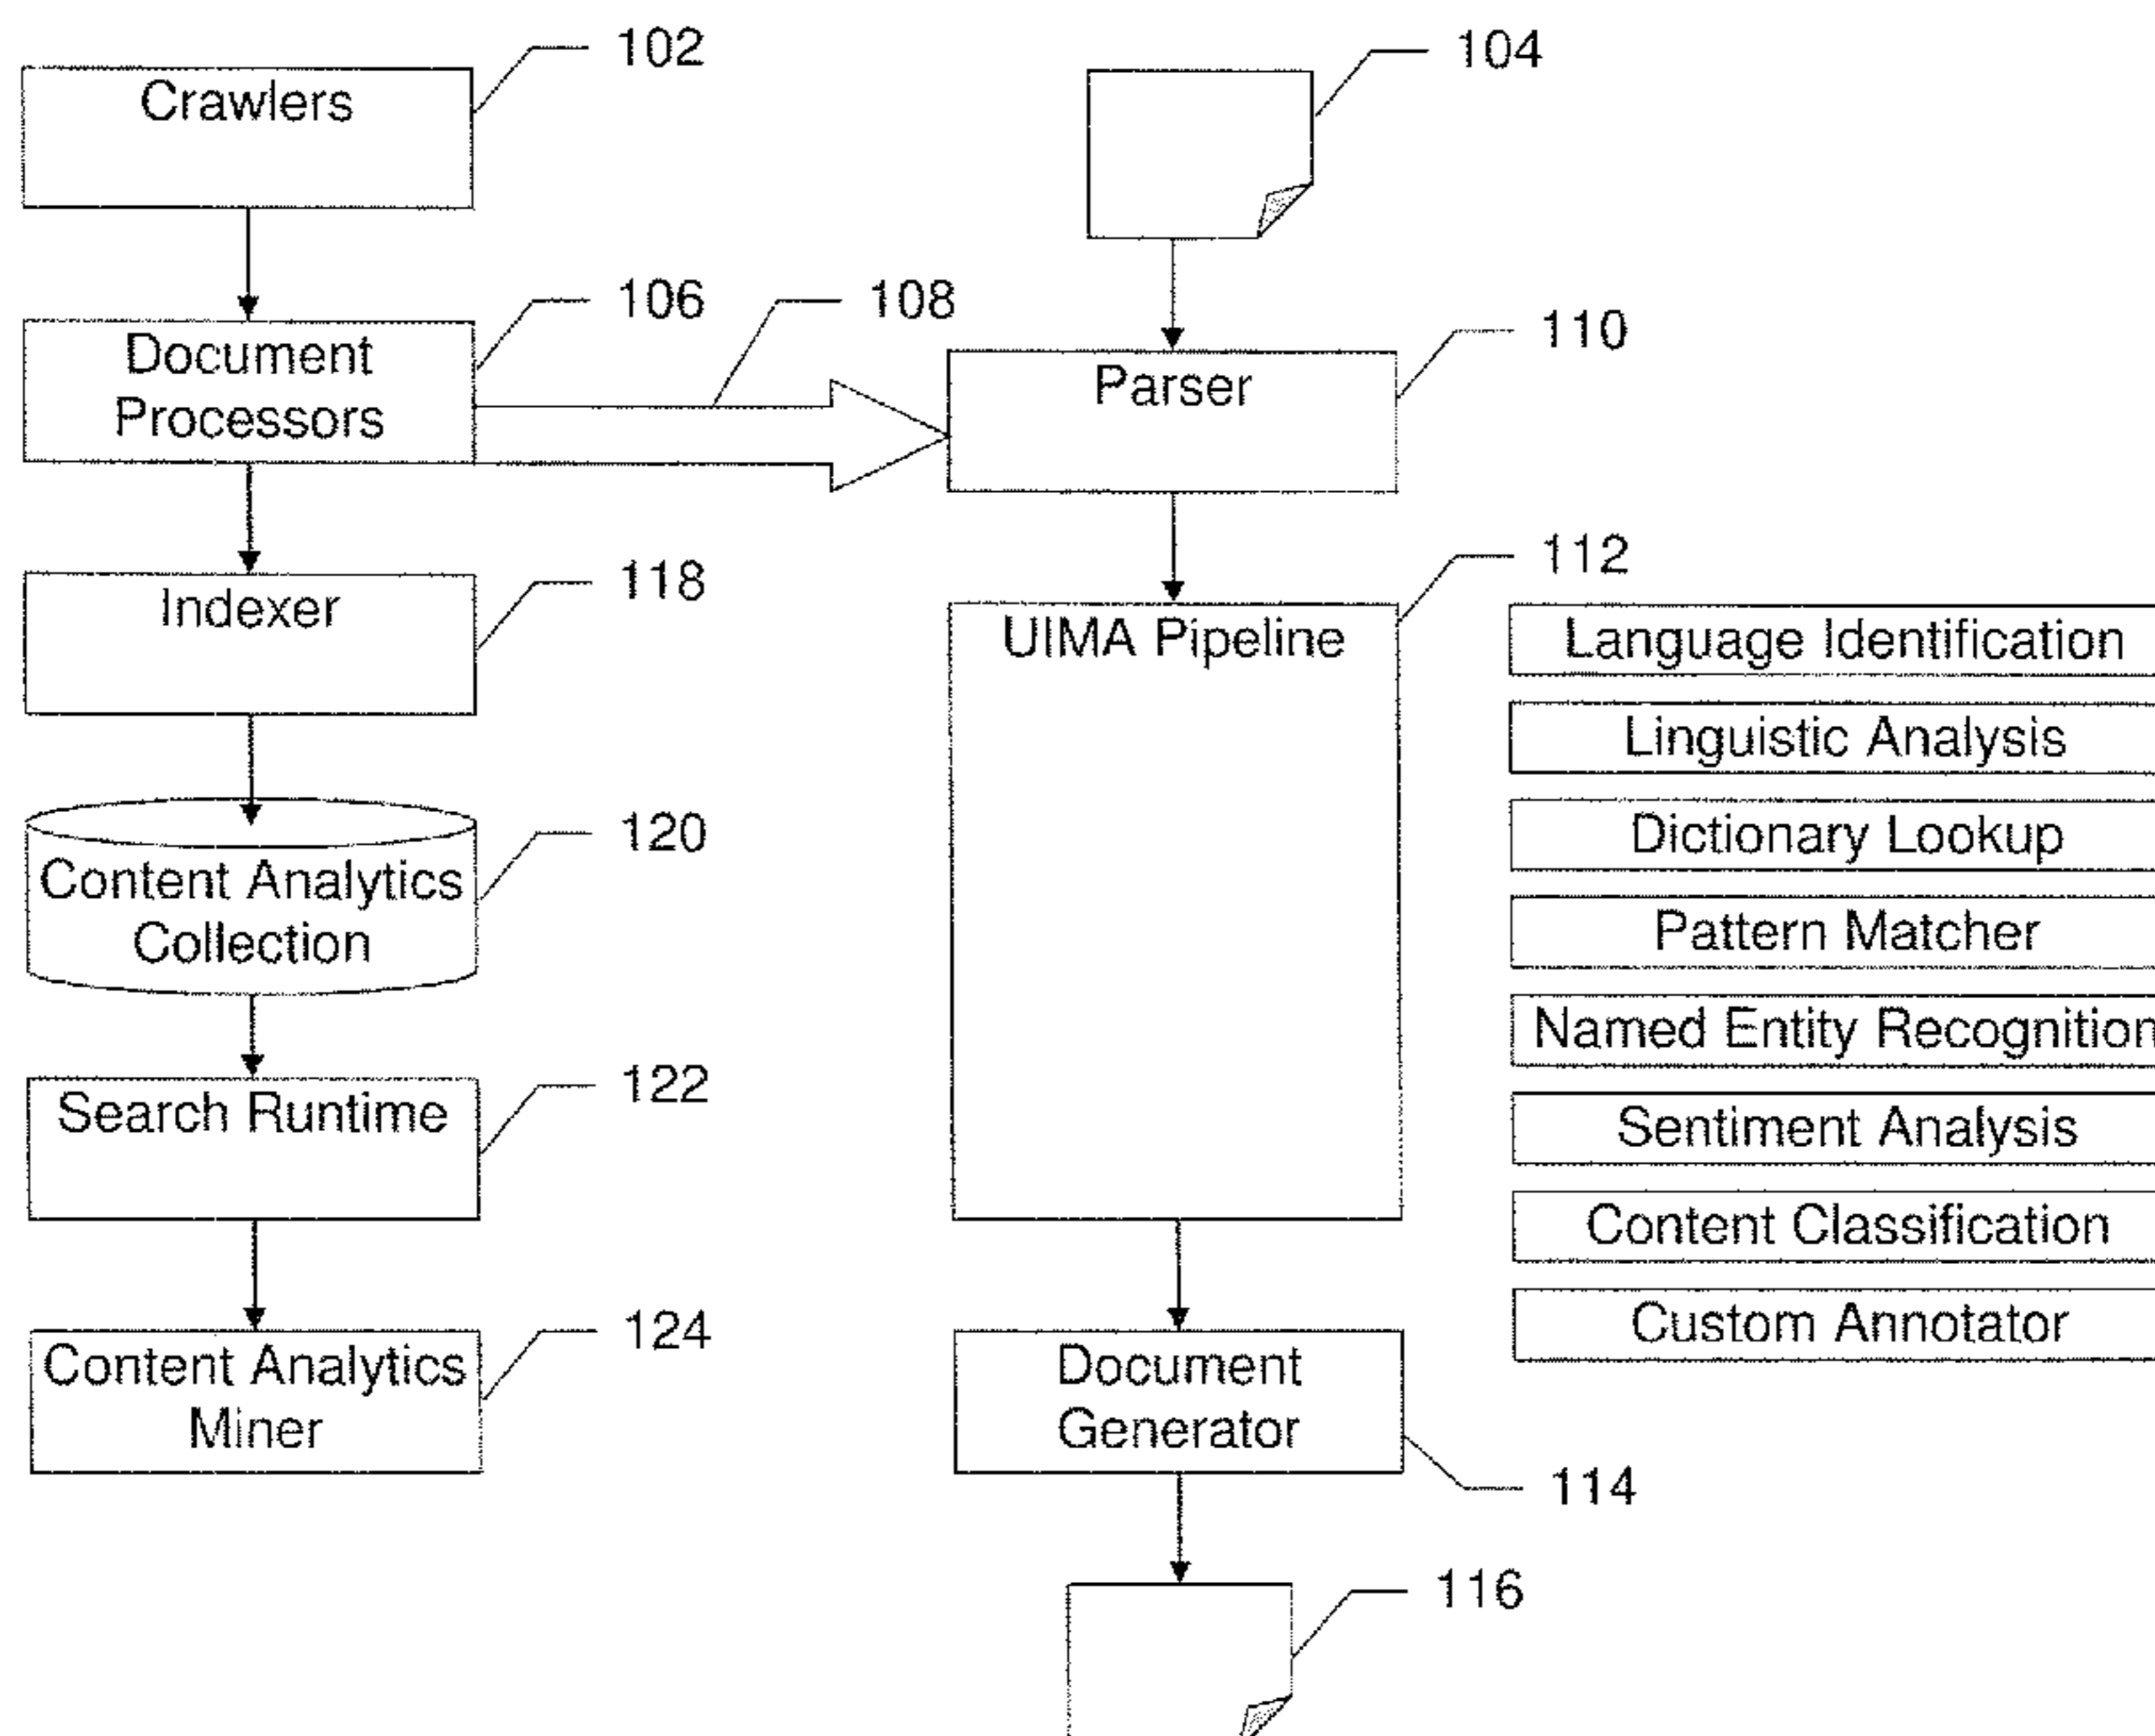 102
Crawlers
104
106
108
Document
Processors
110
Parser
118
Indexer
112
UIMA Pipeline
Language Identification
Linguistic Analysis
Dictionary Lookup
Pattern Matcher
Named Entity Recognition
Sentiment Analysis
Content Classification
Custom Annotator
120
Content Analytics
Collection
122
Search Runtime
124
Content Analytics
Miner
Document
Generator
114
116